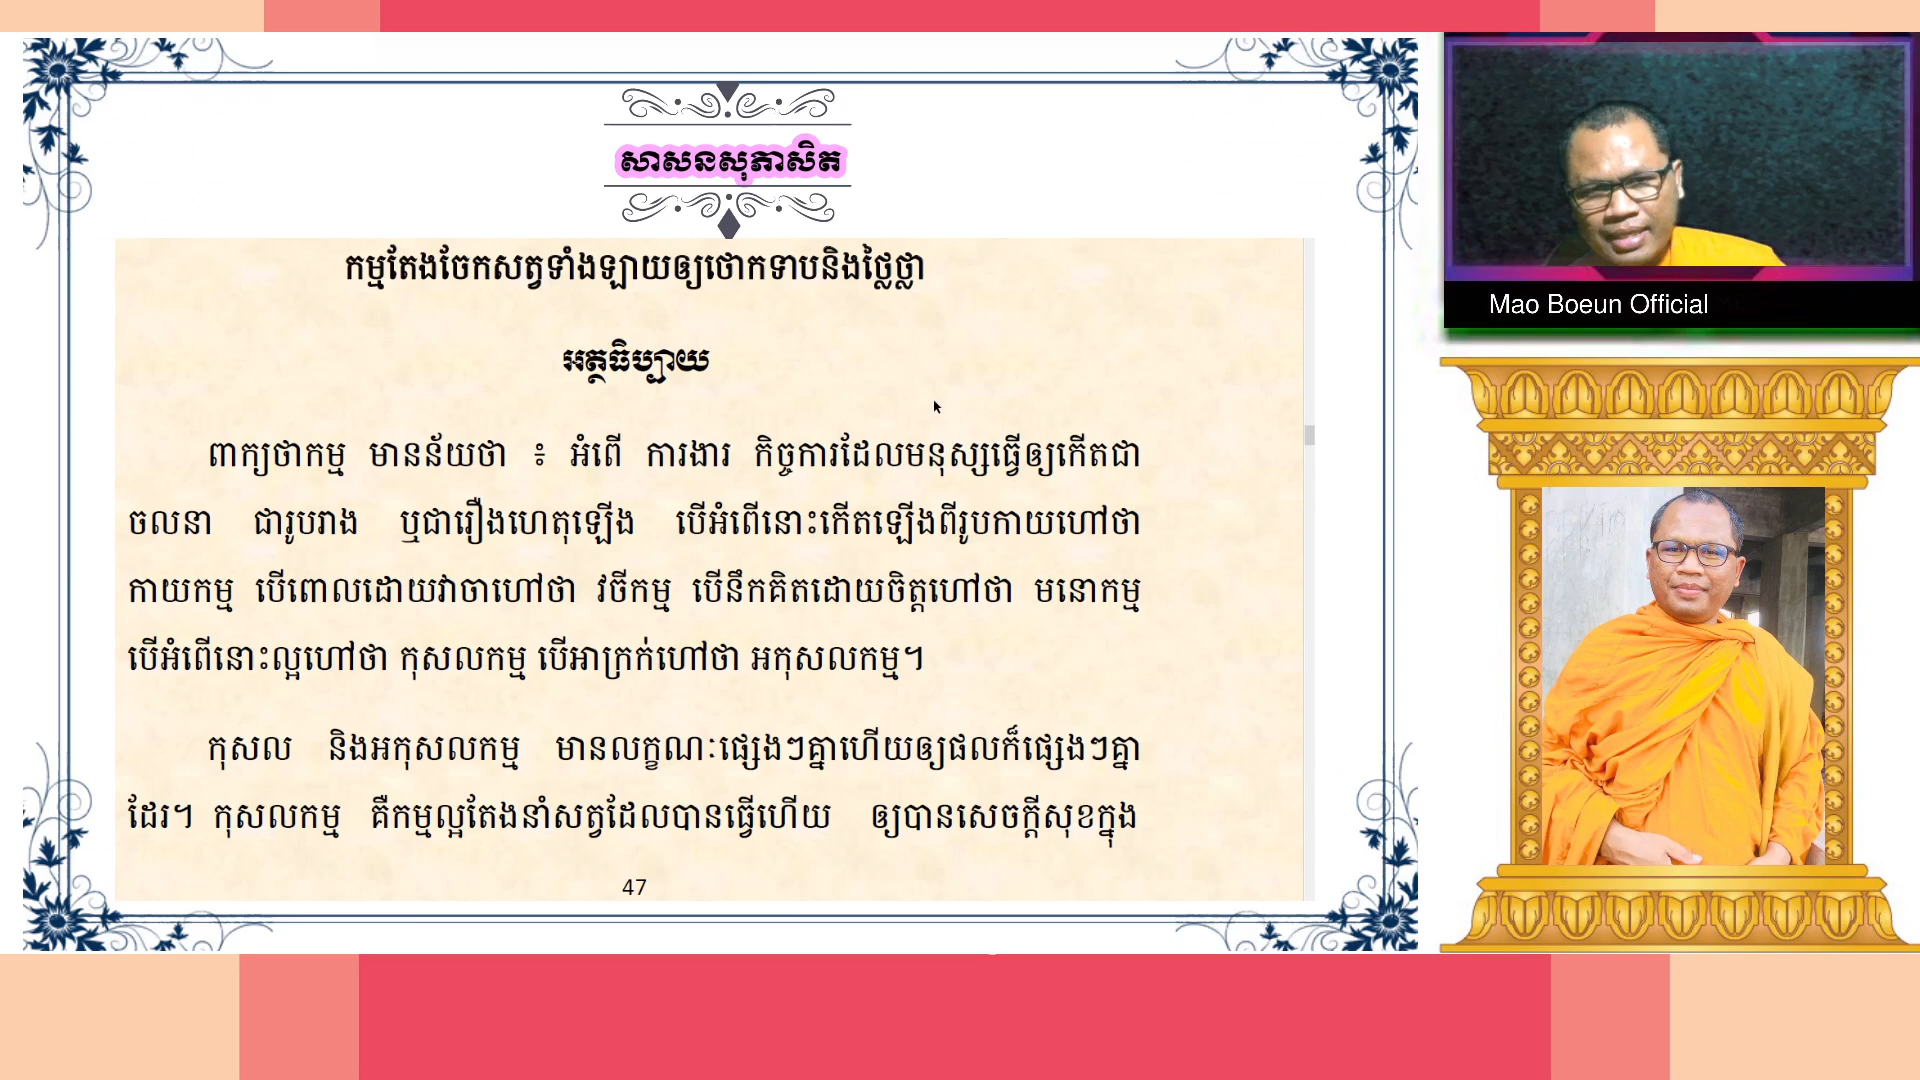 សាសនសុភាសិត
កម្មតែងចែកសត្វទាំងឡាយឲ្យថោកទាបនិងថ្លៃថ្លា
អត្ថធិប្បាយ
ពាក្យថាកម្ម មានន័យថា ៖ អំពើ ការងារ កិច្ចការដែលមនុស្សធ្វើឲ្យកើតជា
ចលនា ជារូបរាង ឬជារឿងហេតុឡើង បើអំពើនោះកើតឡើងពីរូបកាយហៅថា
កាយកម្ម បើពោលដោយវាចាហៅថា វចីកម្ម បើនឹកគិតដោយចិត្តហៅថា មនោកម្ម
បើអំពើនោះល្អហៅថា កុសលកម្ម បើអាក្រក់ហៅថា អកុសលកម្ម។
កុសល និងអកុសលកម្ម មានលក្ខណៈផ្សេងៗគ្នាហើយឲ្យផលក៏ផ្សេងៗគ្នា
ដែរ។ កុសលកម្ម គឺកម្មល្អតែងនាំសត្វដែលបានធ្វើហើយ ឲ្យបានសេចក្តីសុខក្នុង
47
Mao Boeun Official